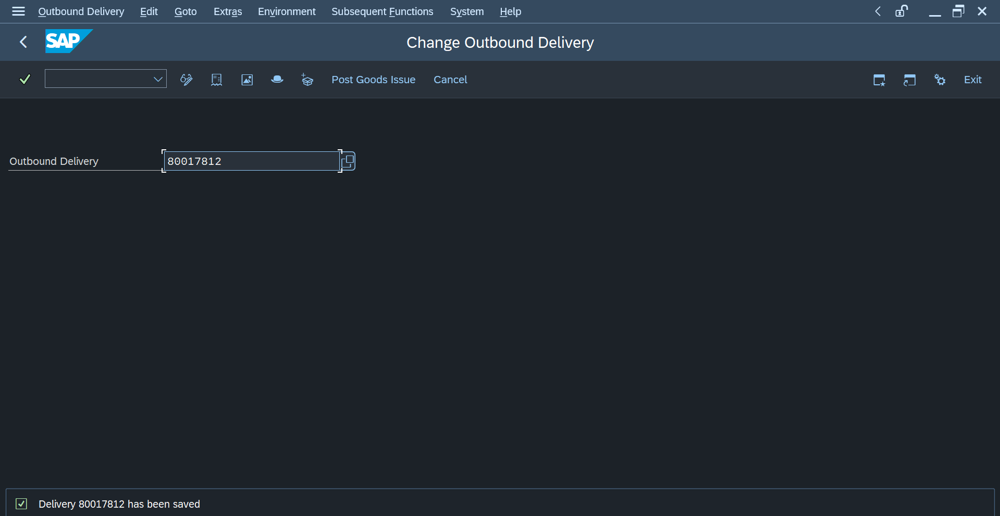 Outbound Delivery Edit Goto Extras Environment Subsequent Functions System Help
SAP
Change Outbound Delivery
Post Goods Issue Cancel Exit
Outbound Delivery 80017812
Delivery 80017812 has been saved